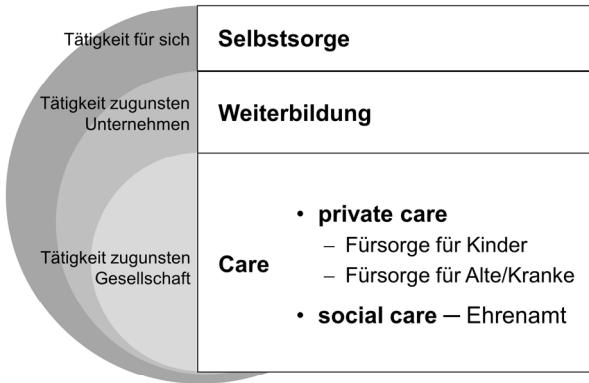 Tätigkeit für sich
Selbstsorge
Tätigkeit zugunsten
Unternehmen
Weiterbildung
Tätigkeit zugunsten
Gesellschaft
Care
• private care
– Fürsorge für Kinder
– Fürsorge für Alte/Kranke
• social care — Ehrenamt